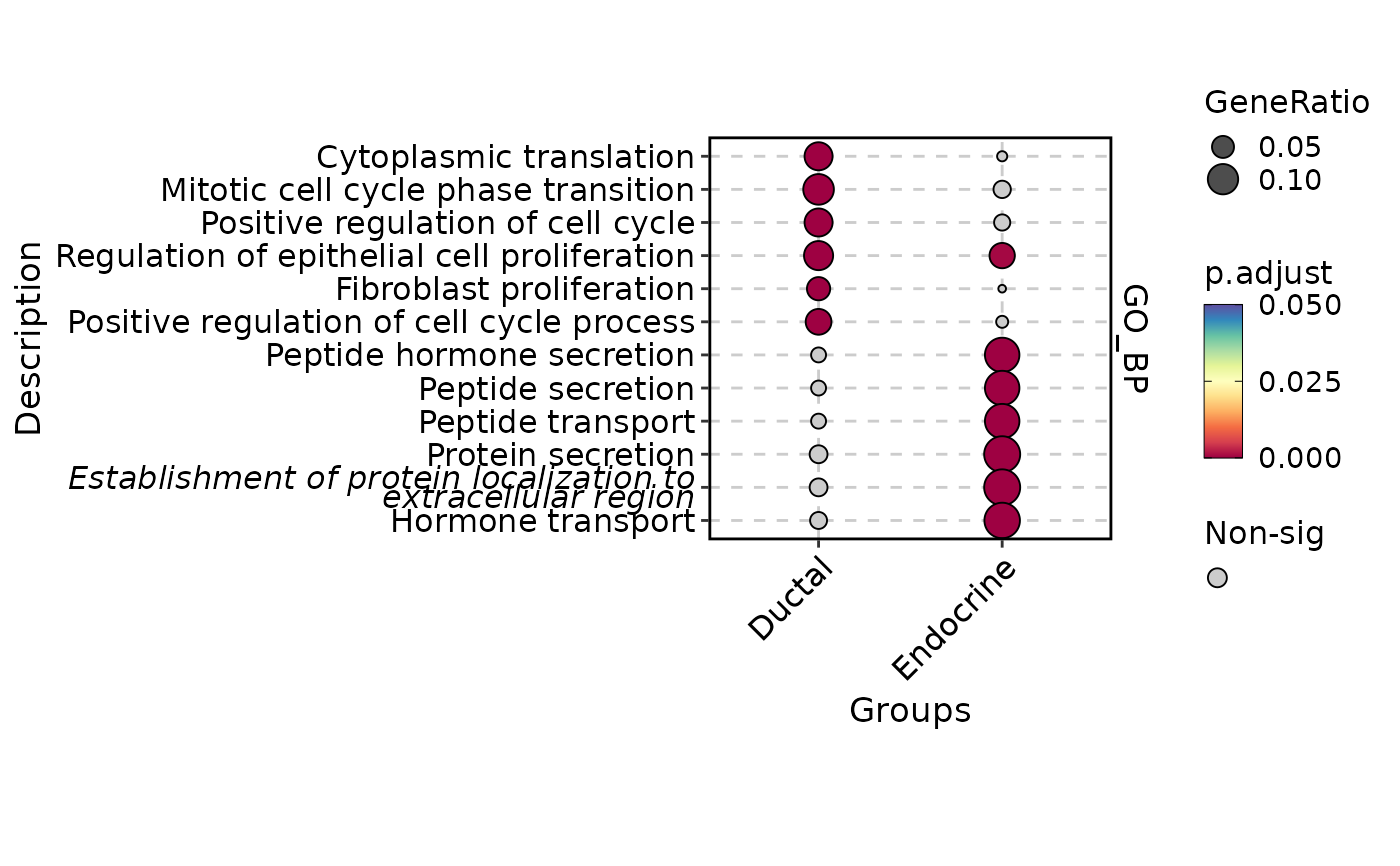 Description
Cytoplasmic translation
Mitotic cell cycle phase transition
Positive regulation of cell cycle
Regulation of epithelial cell proliferation
Fibroblast proliferation
Positive regulation of cell cycle process
Peptide hormone secretion
Peptide secretion
Peptide transport
Protein secretion
Establishment of protein localization to
extracellular region
Hormone transport
Ductal
Endocrine
Groups
GO_BP
GeneRatio
0.05
0.10
p.adjust
0.050
0.025
0.000
Non-sig